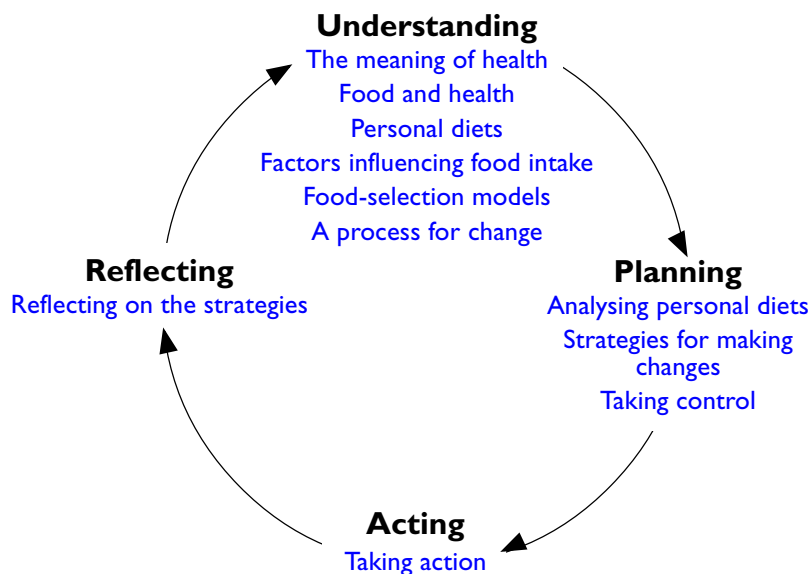 Understanding
The meaning of health
Food and health
Personal diets
Factors influencing food intake
Food-selection models
A process for change
Planning
Analysing personal diets
Strategies for making
changes
Taking control
Acting
Taking action
Reflecting
Reflecting on the strategies